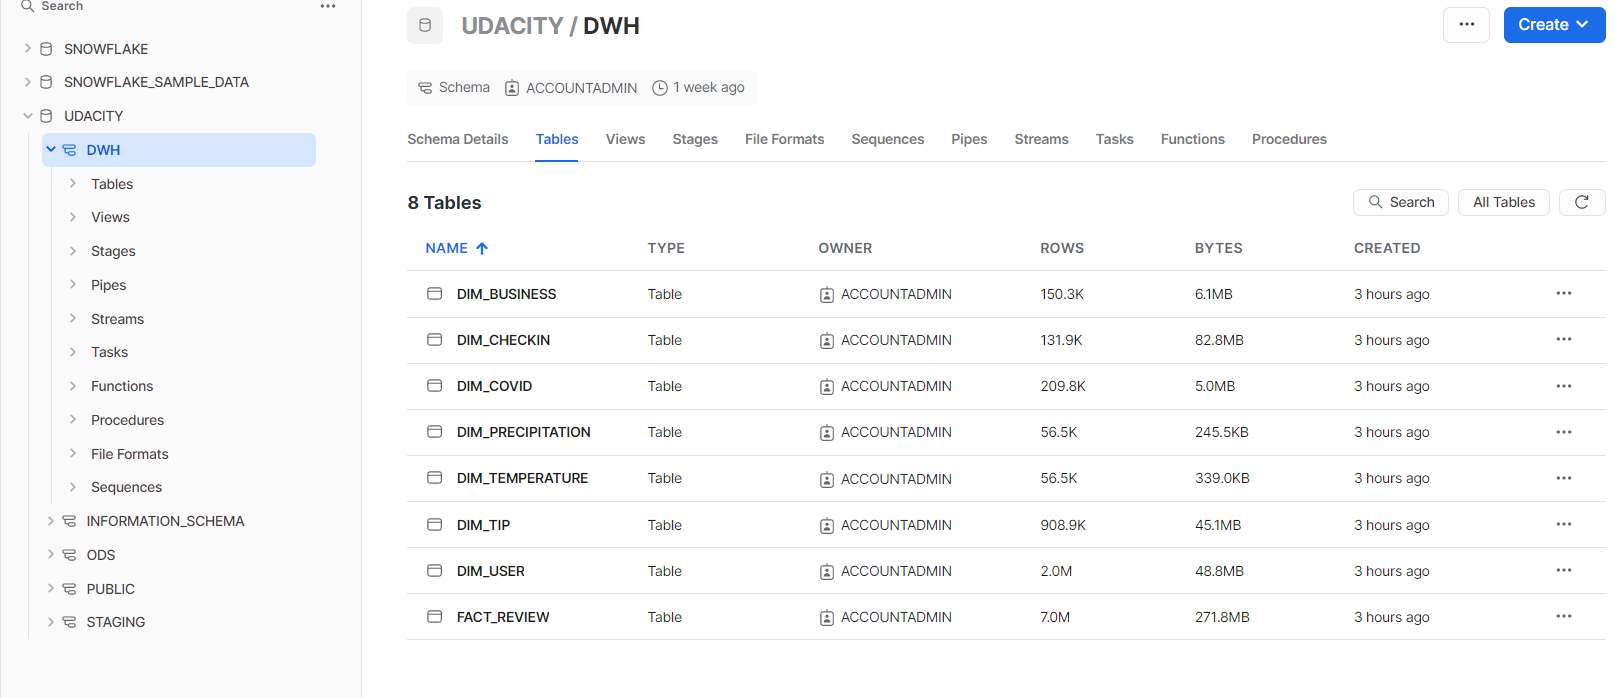 Search
SNOWFLAKE
SNOWFLAKE_SAMPLE_DATA
UDACITY
DWH
Tables
Views
Stages
Pipes
Streams
Tasks
Functions
Procedures
File Formats
Sequences
INFORMATION_SCHEMA
ODS
PUBLIC
STAGING
UDACITY / DWH
Create
Schema ACCOUNTADMIN 1 week ago
Schema Details Tables Views Stages File Formats Sequences Pipes Streams Tasks Functions Procedures
8 Tables
Search All Tables
NAME TYPE OWNER ROWS BYTES CREATED
DIM_BUSINESS Table ACCOUNTADMIN 150.3K 6.1MB 3 hours ago
DIM_CHECKIN Table ACCOUNTADMIN 131.9K 82.8MB 3 hours ago
DIM_COVID Table ACCOUNTADMIN 209.8K 5.0MB 3 hours ago
DIM_PRECIPITATION Table ACCOUNTADMIN 56.5K 245.5KB 3 hours ago
DIM_TEMPERATURE Table ACCOUNTADMIN 56.5K 339.0KB 3 hours ago
DIM_TIP Table ACCOUNTADMIN 908.9K 45.1MB 3 hours ago
DIM_USER Table ACCOUNTADMIN 2.0M 48.8MB 3 hours ago
FACT_REVIEW Table ACCOUNTADMIN 7.0M 271.8MB 3 hours ago